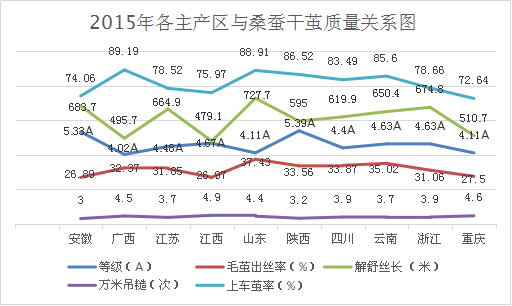 2015年各主产区与桑蚕干茧质量关系图
74.06 89.19 78.52 75.97 88.91 86.52 83.49 85.6 78.66 72.64
683.7 495.7 664.9 479.1 727.7 595 619.9 650.4 674.8 510.7
5.33A 4.02A 4.46A 4.67A 4.11A 5.39A 4.4A 4.63A 4.63A 4.11A
26.89 32.37 31.65 26.97 37.43 33.56 33.87 35.02 31.06 27.5
3 4.5 3.7 4.9 4.4 3.2 3.9 3.7 3.9 4.6
安徽 广西 江苏 江西 山东 陕西 四川 云南 浙江 重庆
等级（A） 毛茧出丝率（%） 解舒丝长（米）
万米吊糙（次） 上车茧率（%）